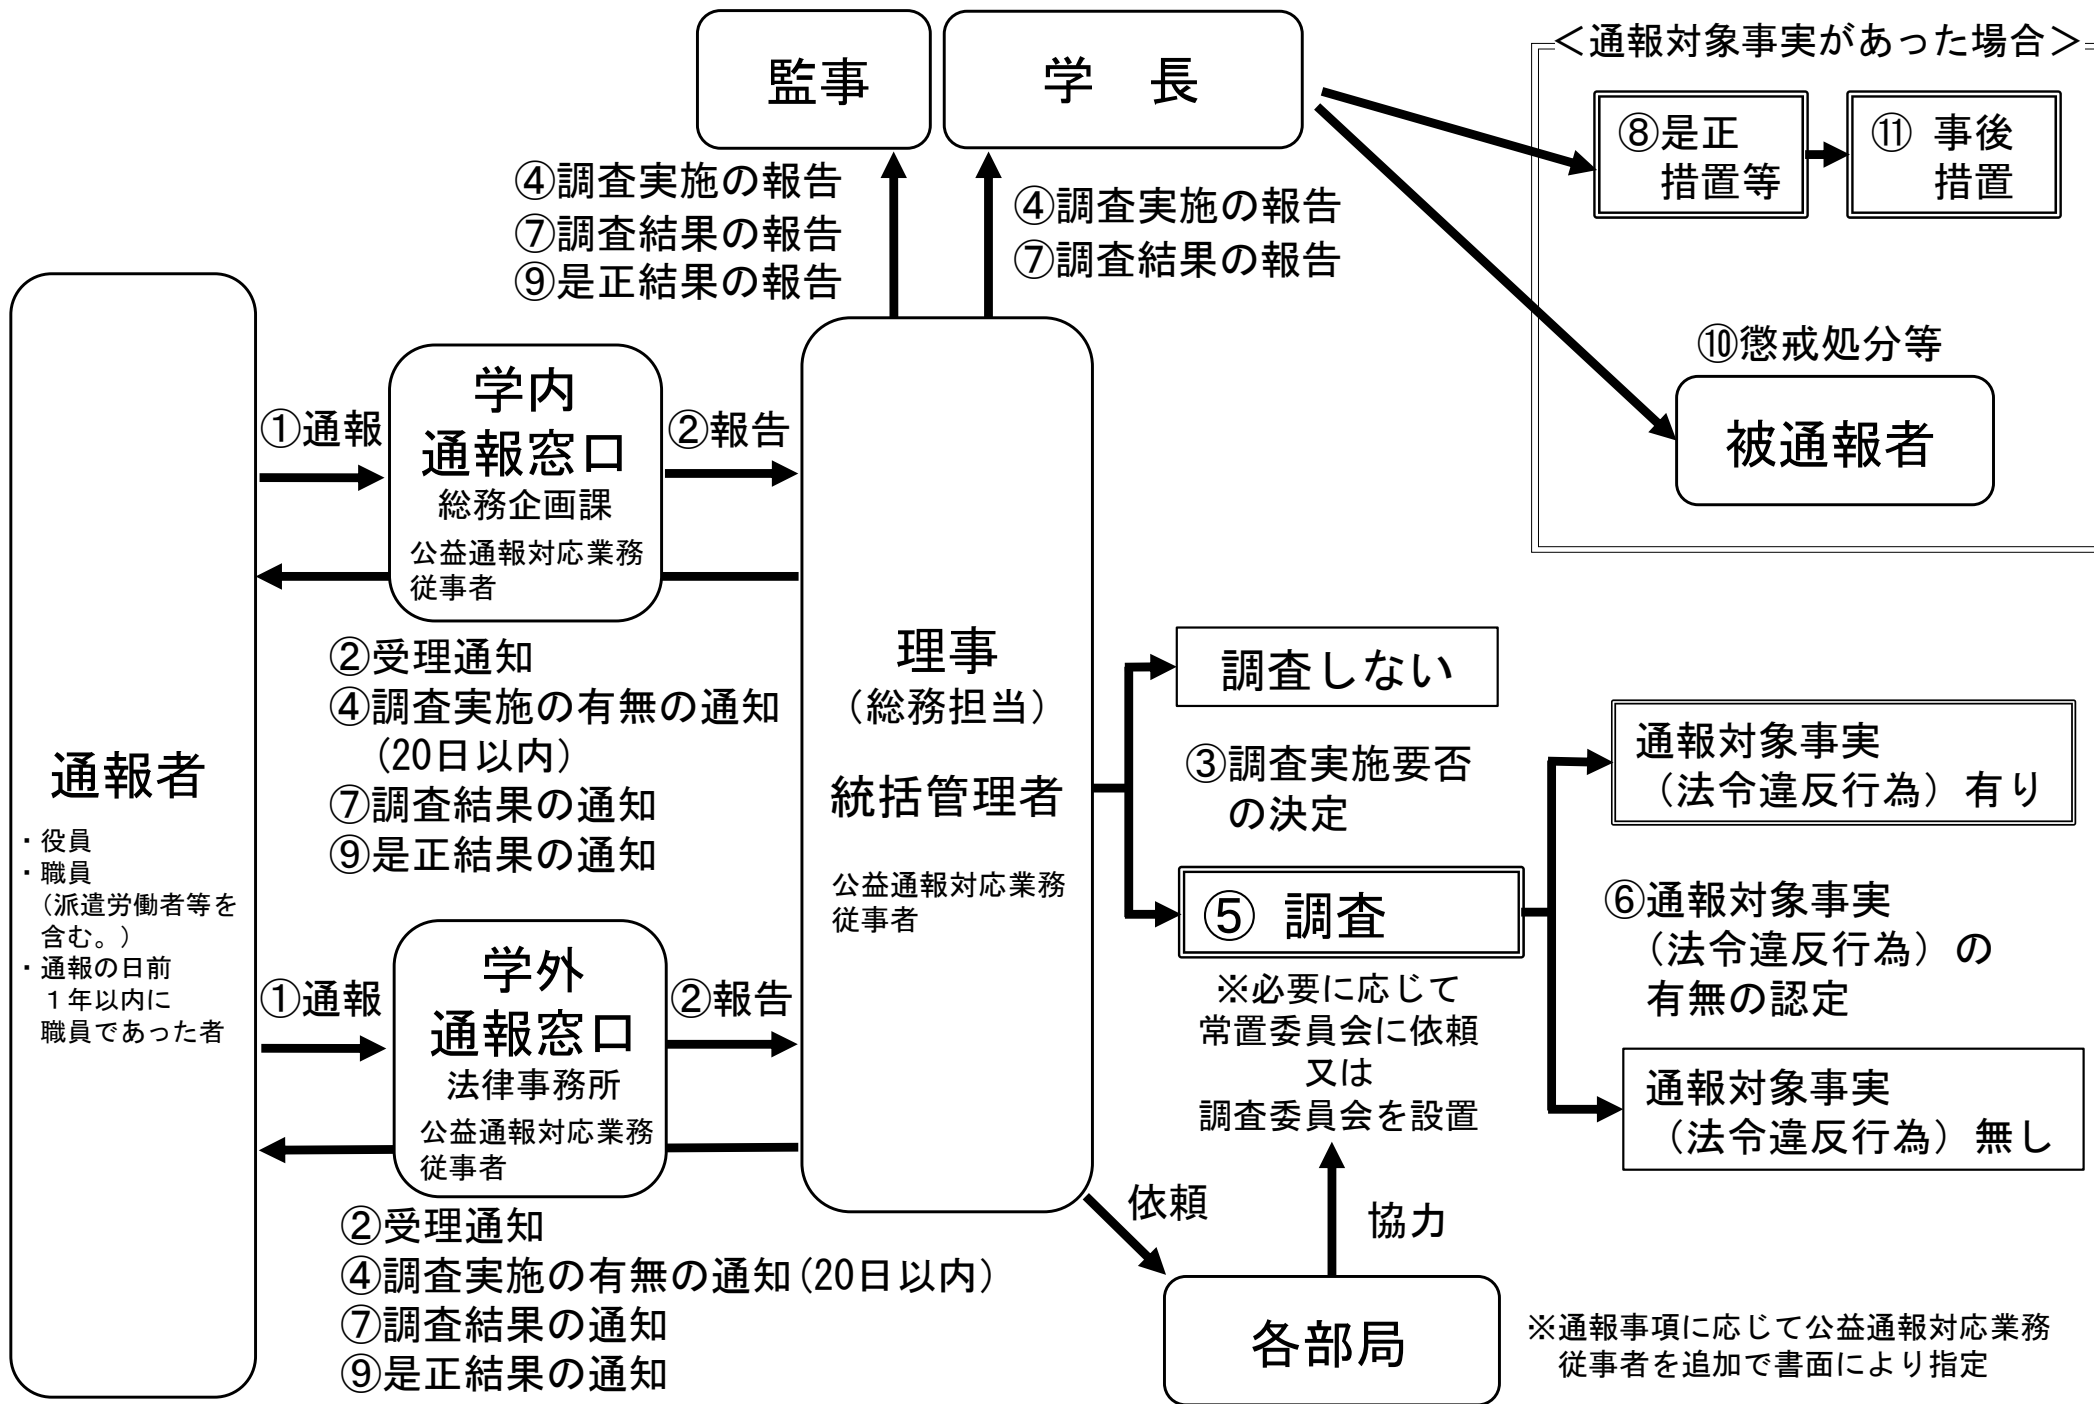 監事
学　長
＜通報対象事実があった場合＞
⑧是正
措置等
⑪ 事後
措置
④調査実施の報告
⑦調査結果の報告
⑨是正結果の報告
④調査実施の報告
⑦調査結果の報告
⑩懲戒処分等
被通報者
通報者
・役員
・職員
（派遣労働者等を
含む。）
・通報の日前
１年以内に
職員であった者
①通報
学内
通報窓口
総務企画課
公益通報対応業務
従事者
②報告
②受理通知
④調査実施の有無の通知
（20日以内）
⑦調査結果の通知
⑨是正結果の通知
①通報
学外
通報窓口
法律事務所
公益通報対応業務
従事者
②報告
②受理通知
④調査実施の有無の通知（20日以内）
⑦調査結果の通知
⑨是正結果の通知
理事
（総務担当）
統括管理者
公益通報対応業務
従事者
調査しない
③調査実施要否
の決定
⑤ 調査
※必要に応じて
常置委員会に依頼
又は
調査委員会を設置
通報対象事実
（法令違反行為）有り
⑥通報対象事実
（法令違反行為）の
有無の認定
通報対象事実
（法令違反行為）無し
依頼
協力
各部局
※通報事項に応じて公益通報対応業務
従事者を追加で書面により指定